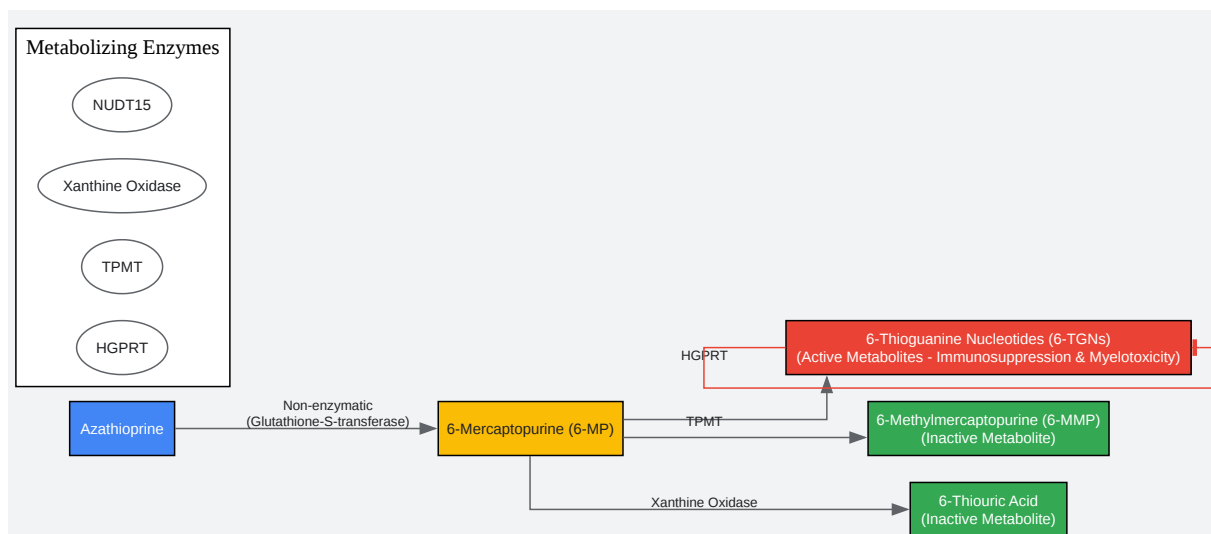 Metabolizing Enzymes
NUDT15
Xanthine Oxidase
TPMT
HGPRT
Azathioprine
Non-enzymatic
(Glutathione-S-transferase)
6-Mercaptopurine (6-MP)
HGPRT
6-Thioguanine Nucleotides (6-TGNs)
(Active Metabolites - Immunosuppression & Myelotoxicity)
TPMT
6-Methylmercaptopurine (6-MMP)
(Inactive Metabolite)
Xanthine Oxidase
6-Thiouric Acid
(Inactive Metabolite)